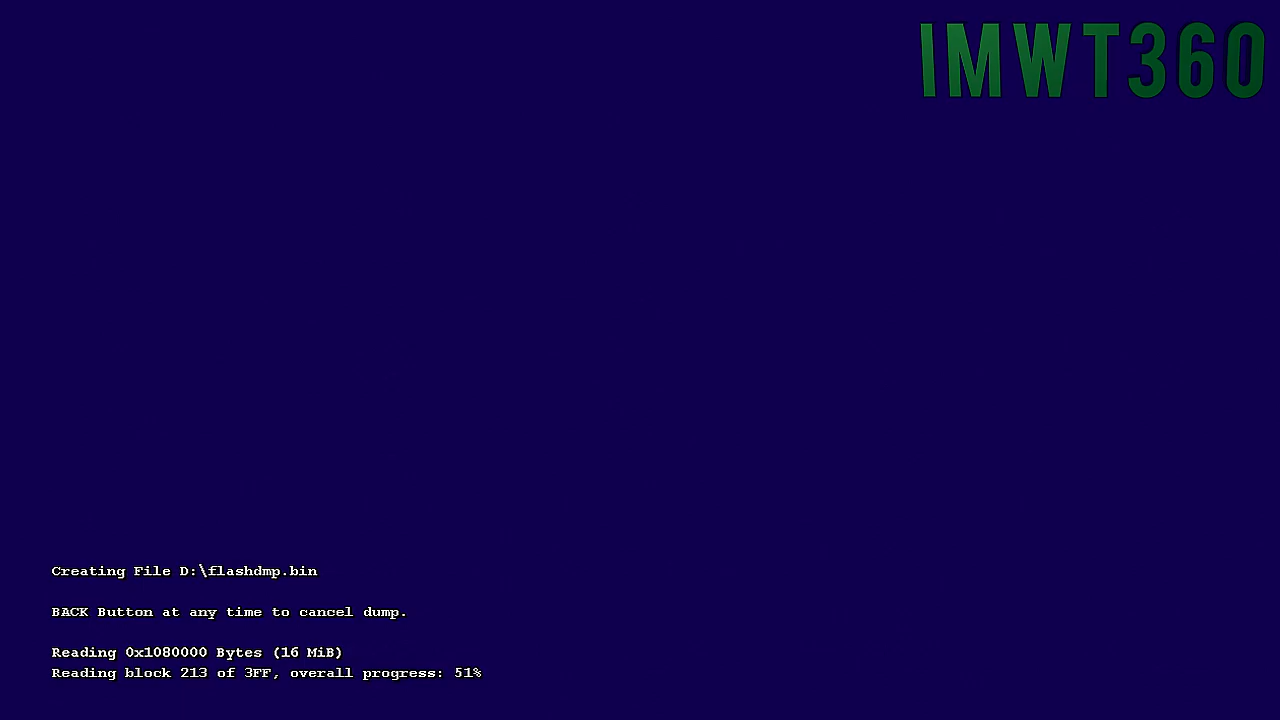 IMWT360
Creating File D:\flashdmp.bin
BACK Button at any time to cancel dump.
Reading 0x1080000 Bytes (16 MiB)
Reading block 213 of 3FF, overall progress: 51%